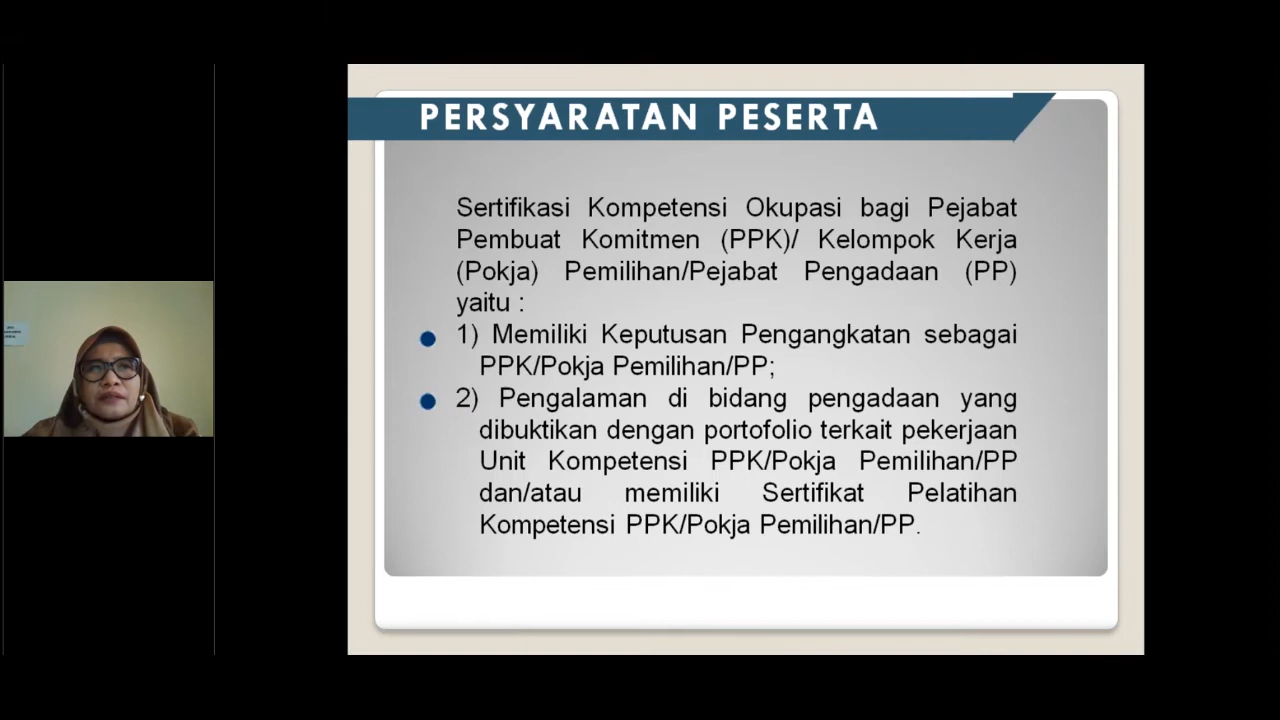 PERSYARATAN PESERTA
Sertifikasi Kompetensi Okupasi bagi Pejabat
Pembuat Komitmen (PPK)/ Kelompok Kerja
(Pokja) Pemilihan/Pejabat Pengadaan (PP)
yaitu :
1) Memiliki Keputusan Pengangkatan sebagai
PPK/Pokja Pemilihan/PP;
2) Pengalaman di bidang pengadaan yang
dibuktikan dengan portofolio terkait pekerjaan
Unit Kompetensi PPK/Pokja Pemilihan/PP
dan/atau memiliki Sertifikat Pelatihan
Kompetensi PPK/Pokja Pemilihan/PP.